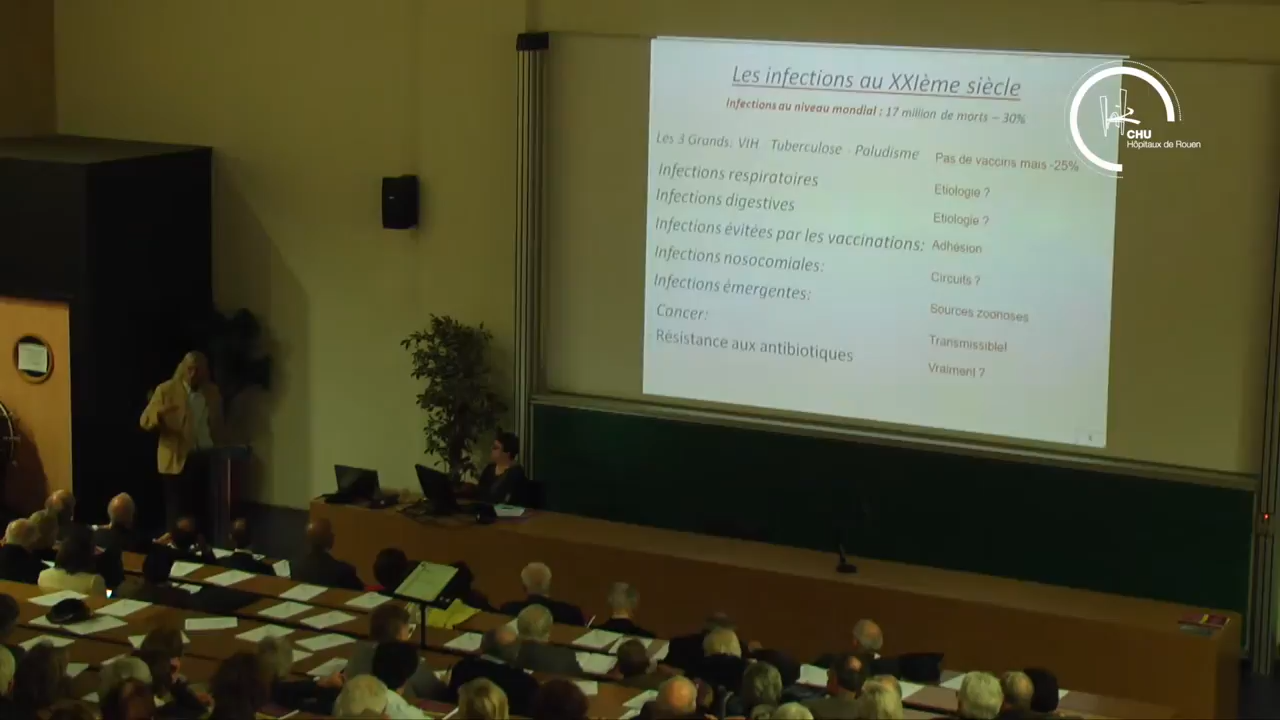 Les infections au XXIème siècle
Infections au niveau mondial : 17 million de morts – 30%
Les 3 Grands: VIH - Tuberculose - Paludisme Pas de vaccins mais -25%
Infections respiratoires Etiologie ?
Infections digestives Etiologie ?
Infections évitées par les vaccinations: Adhésion
Infections nosocomiales: Circuits ?
Infections émergentes: Sources zoonoses
Cancer: Transmissible!
Résistance aux antibiotiques Vraiment ?
CHU
Hôpitaux de Rouen